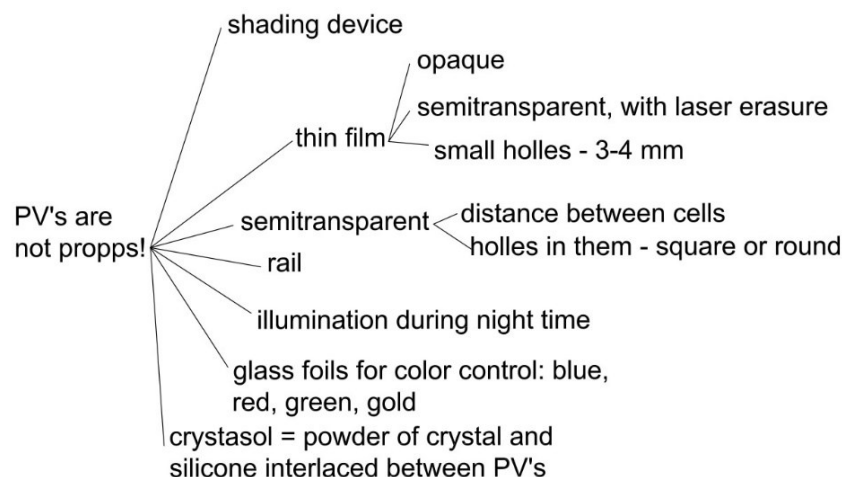 shading device
opaque
semitransparent, with laser erasure
thin film
small holles - 3-4 mm
PV's are
not propps!
semitransparent
distance between cells
holles in them - square or round
rail
illumination during night time
glass foils for color control: blue,
red, green, gold
crystasol = powder of crystal and
silicone interlaced between PV's